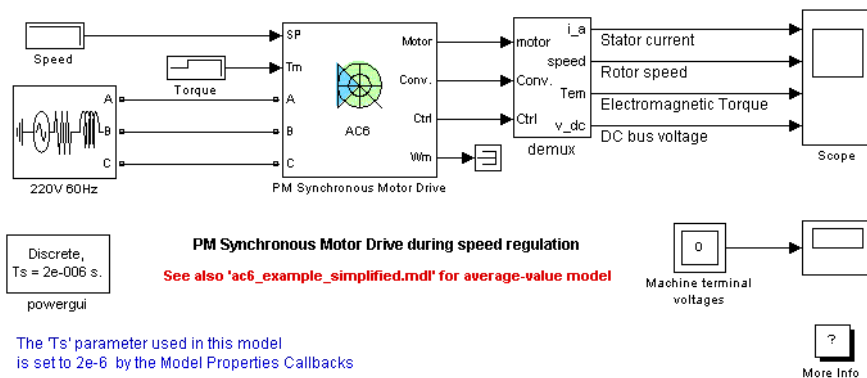 Speed
Torque
A
B
C
220V 60Hz
SP
Tm
A
B
C
AC6
Motor
Conv.
Ctrl
Wm
PM Synchronous Motor Drive
motor
Conv.
Ctrl
i_a
speed
Tem
v_dc
demux
Stator current
Rotor speed
Electromagnetic Torque
DC bus voltage
Scope
Discrete,
Ts = 2e-006 s.
powergui
PM Synchronous Motor Drive during speed regulation
See also 'ac6_example_simplified.mdl' for average-value model
0
Machine terminal
voltages
The 'Ts' parameter used in this model
is set to 2e-6 by the Model Properties Callbacks
?
More Info